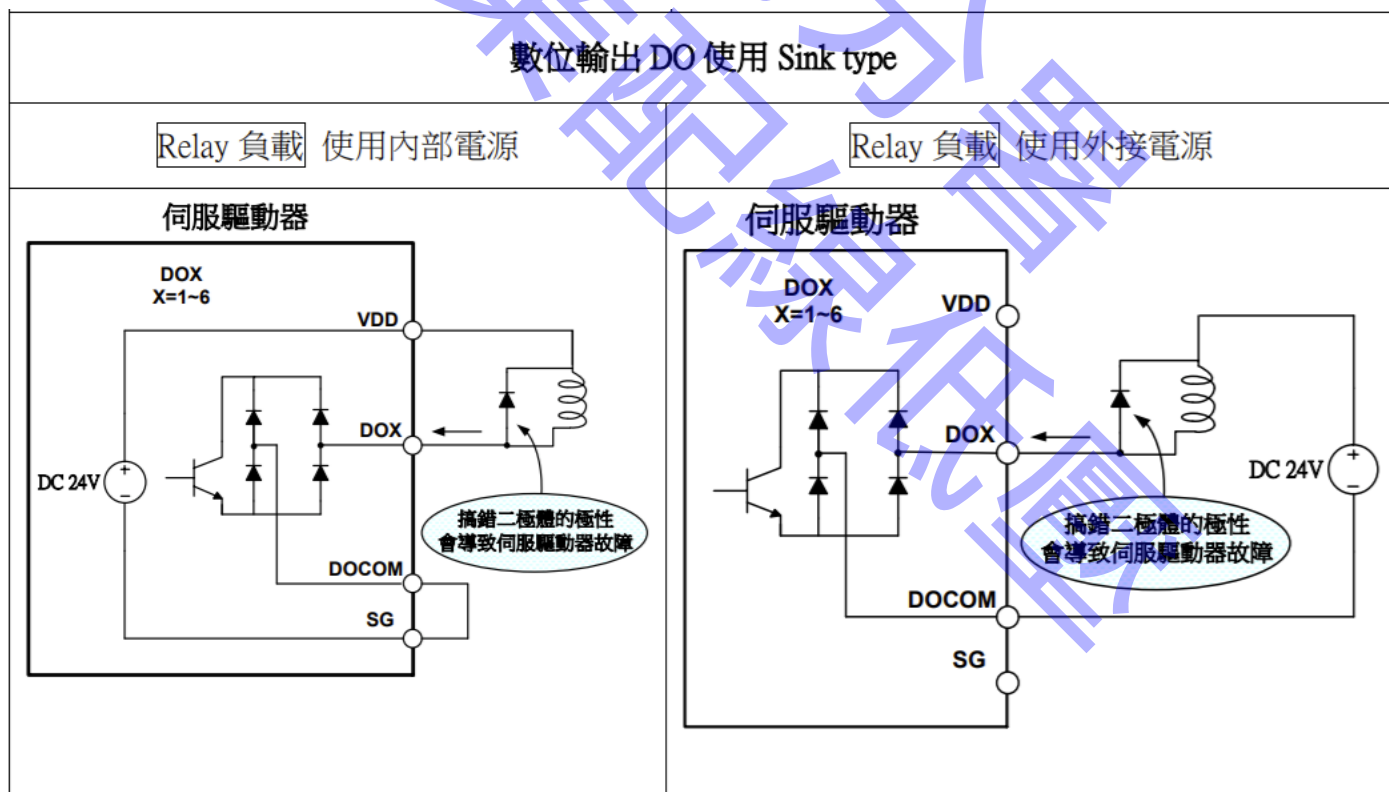 數位輸出 DO 使用 Sink type
Relay 負載 使用內部電源
Relay 負載 使用外接電源
伺服驅動器
DOX
X=1~6
VDD
DOX
DC 24V
+
−
搞錯二極體的極性
會導致伺服驅動器故障
DOCOM
SG
伺服驅動器
DOX
X=1~6
VDD
DOX
DC 24V
+
−
搞錯二極體的極性
會導致伺服驅動器故障
DOCOM
SG
配線低壓